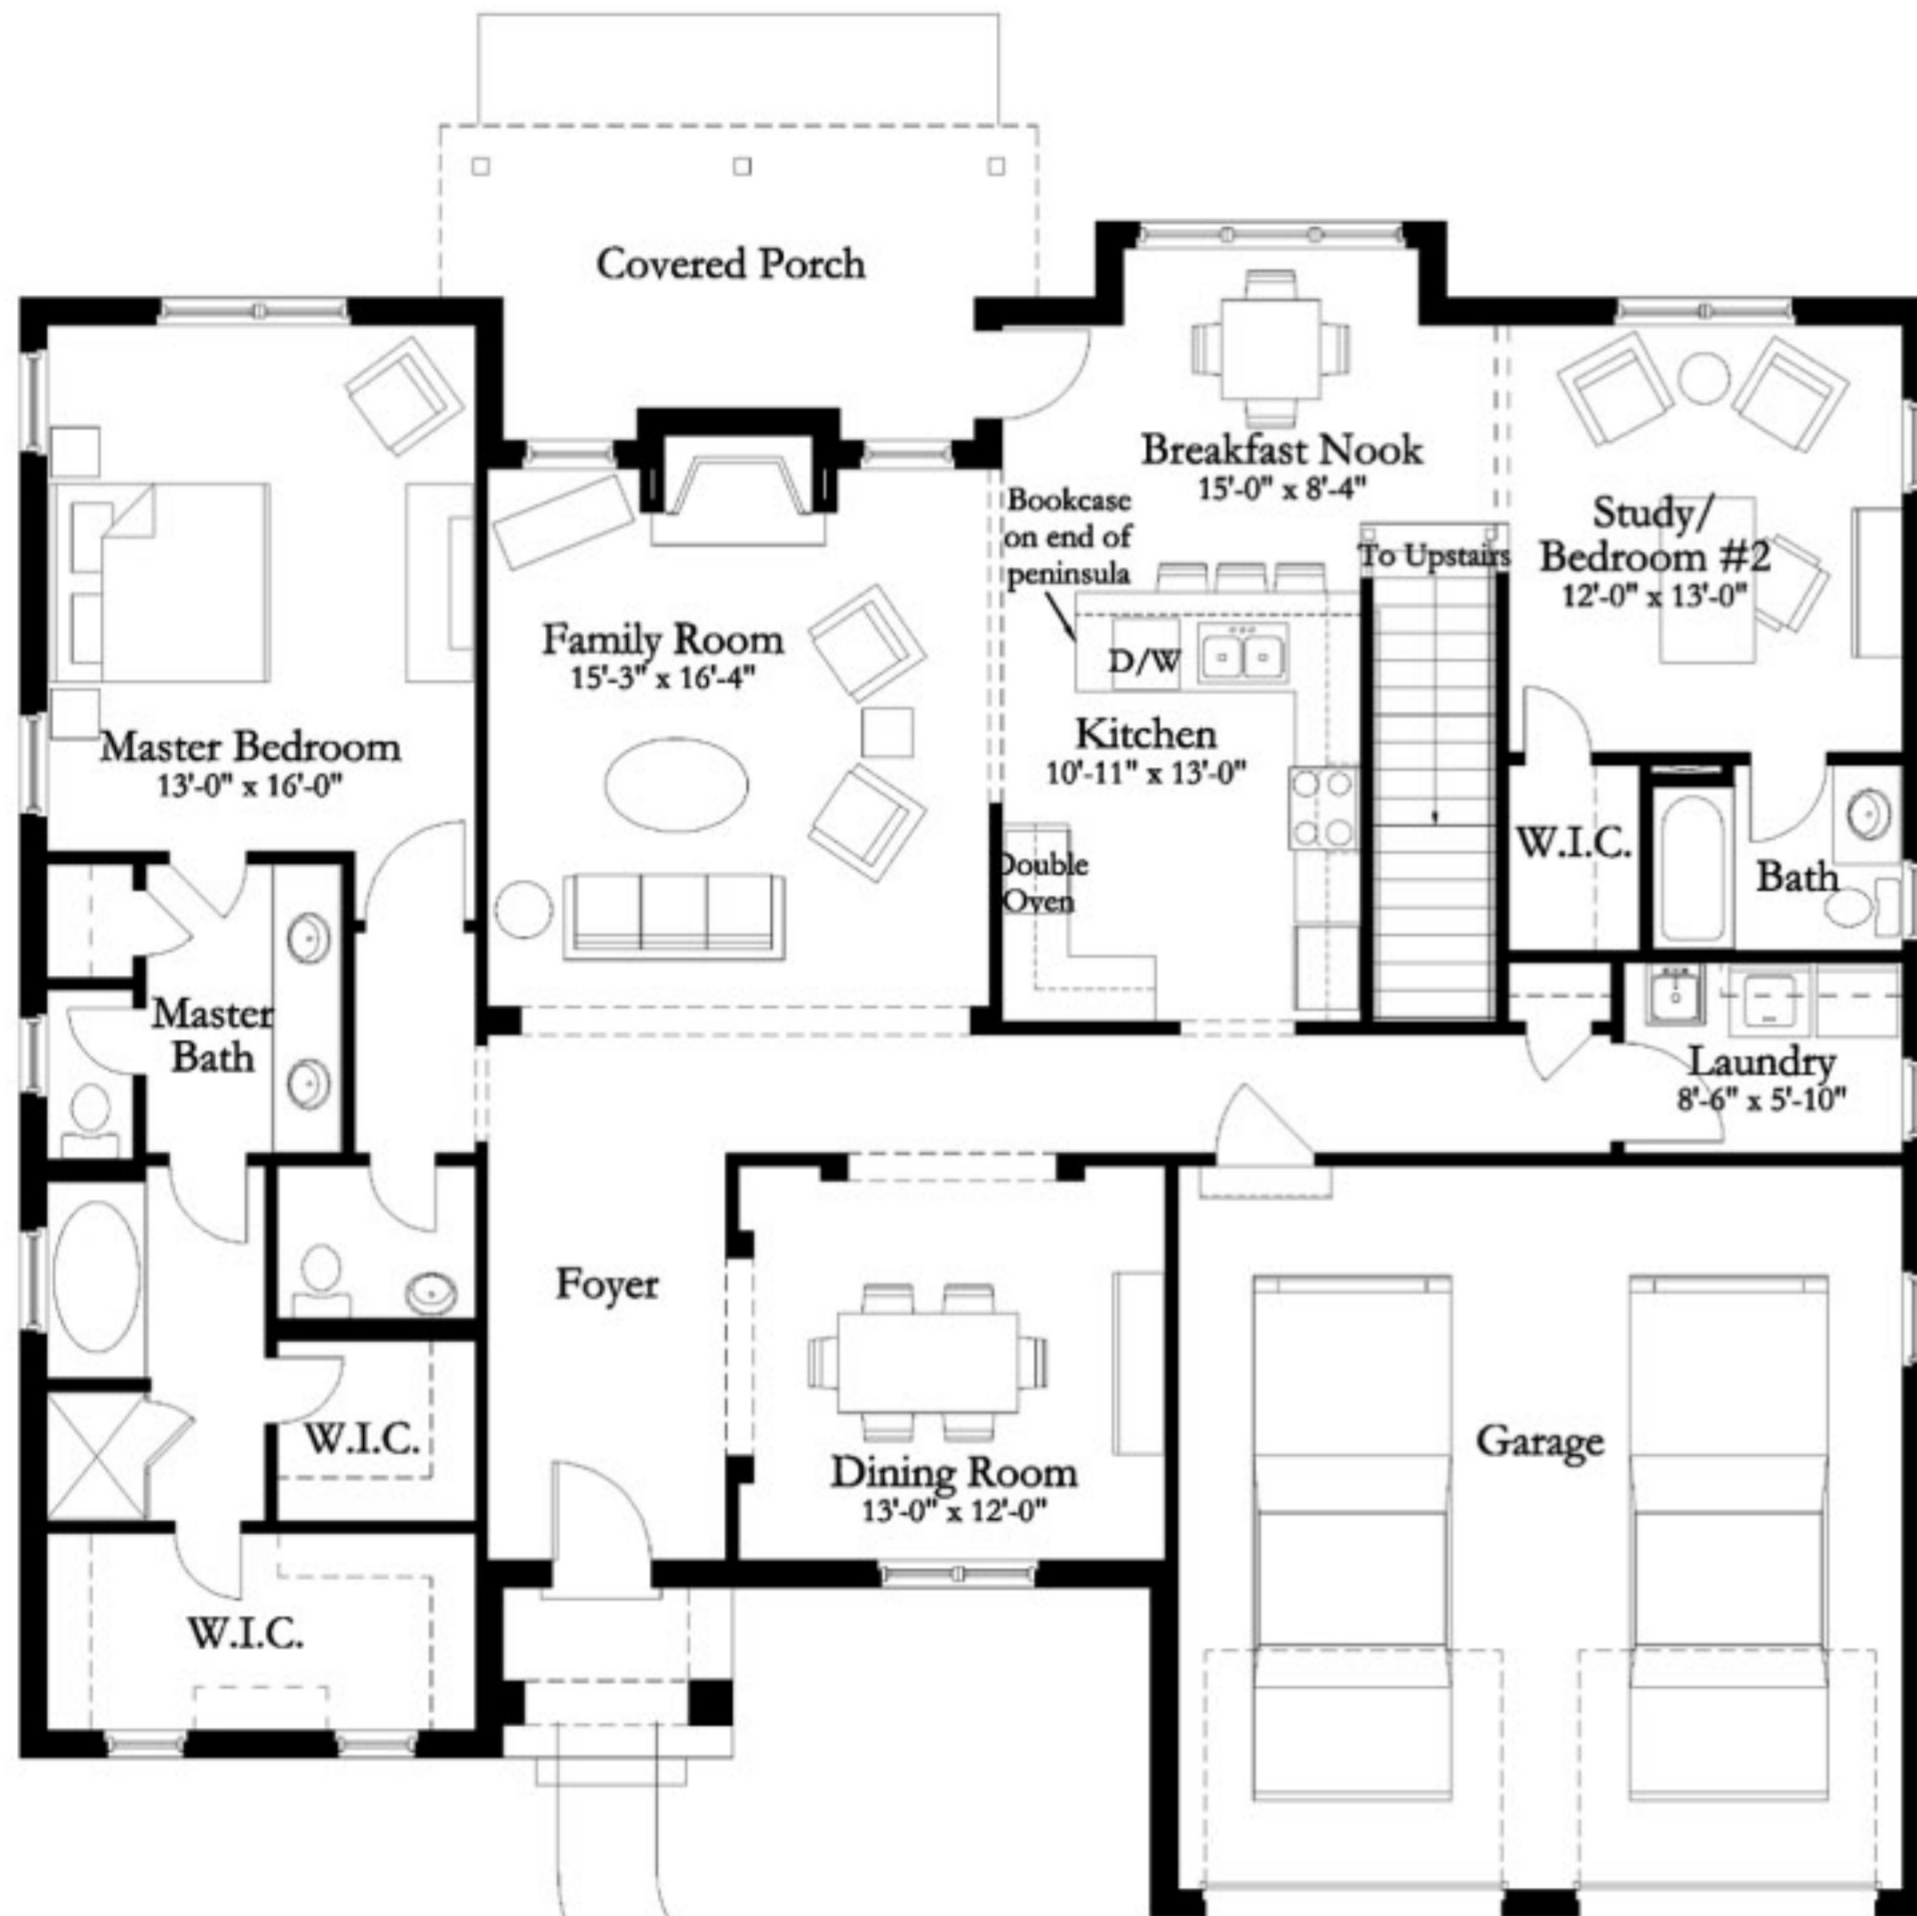 Covered Porch
Breakfast Nook
15'-0" x 8'-4"
Bookcase
on end of
peninsula
To Upstairs
Study/
Bedroom #2
12'-0" x 13'-0"
Family Room
15'-3" x 16'-4"
D/W
Master Bedroom
13'-0" x 16'-0"
Kitchen
10'-11" x 13'-0"
Double
Oven
W.I.C.
Bath
Master
Bath
Laundry
8'-6" x 5'-10"
Foyer
W.I.C.
Dining Room
13'-0" x 12'-0"
Garage
W.I.C.